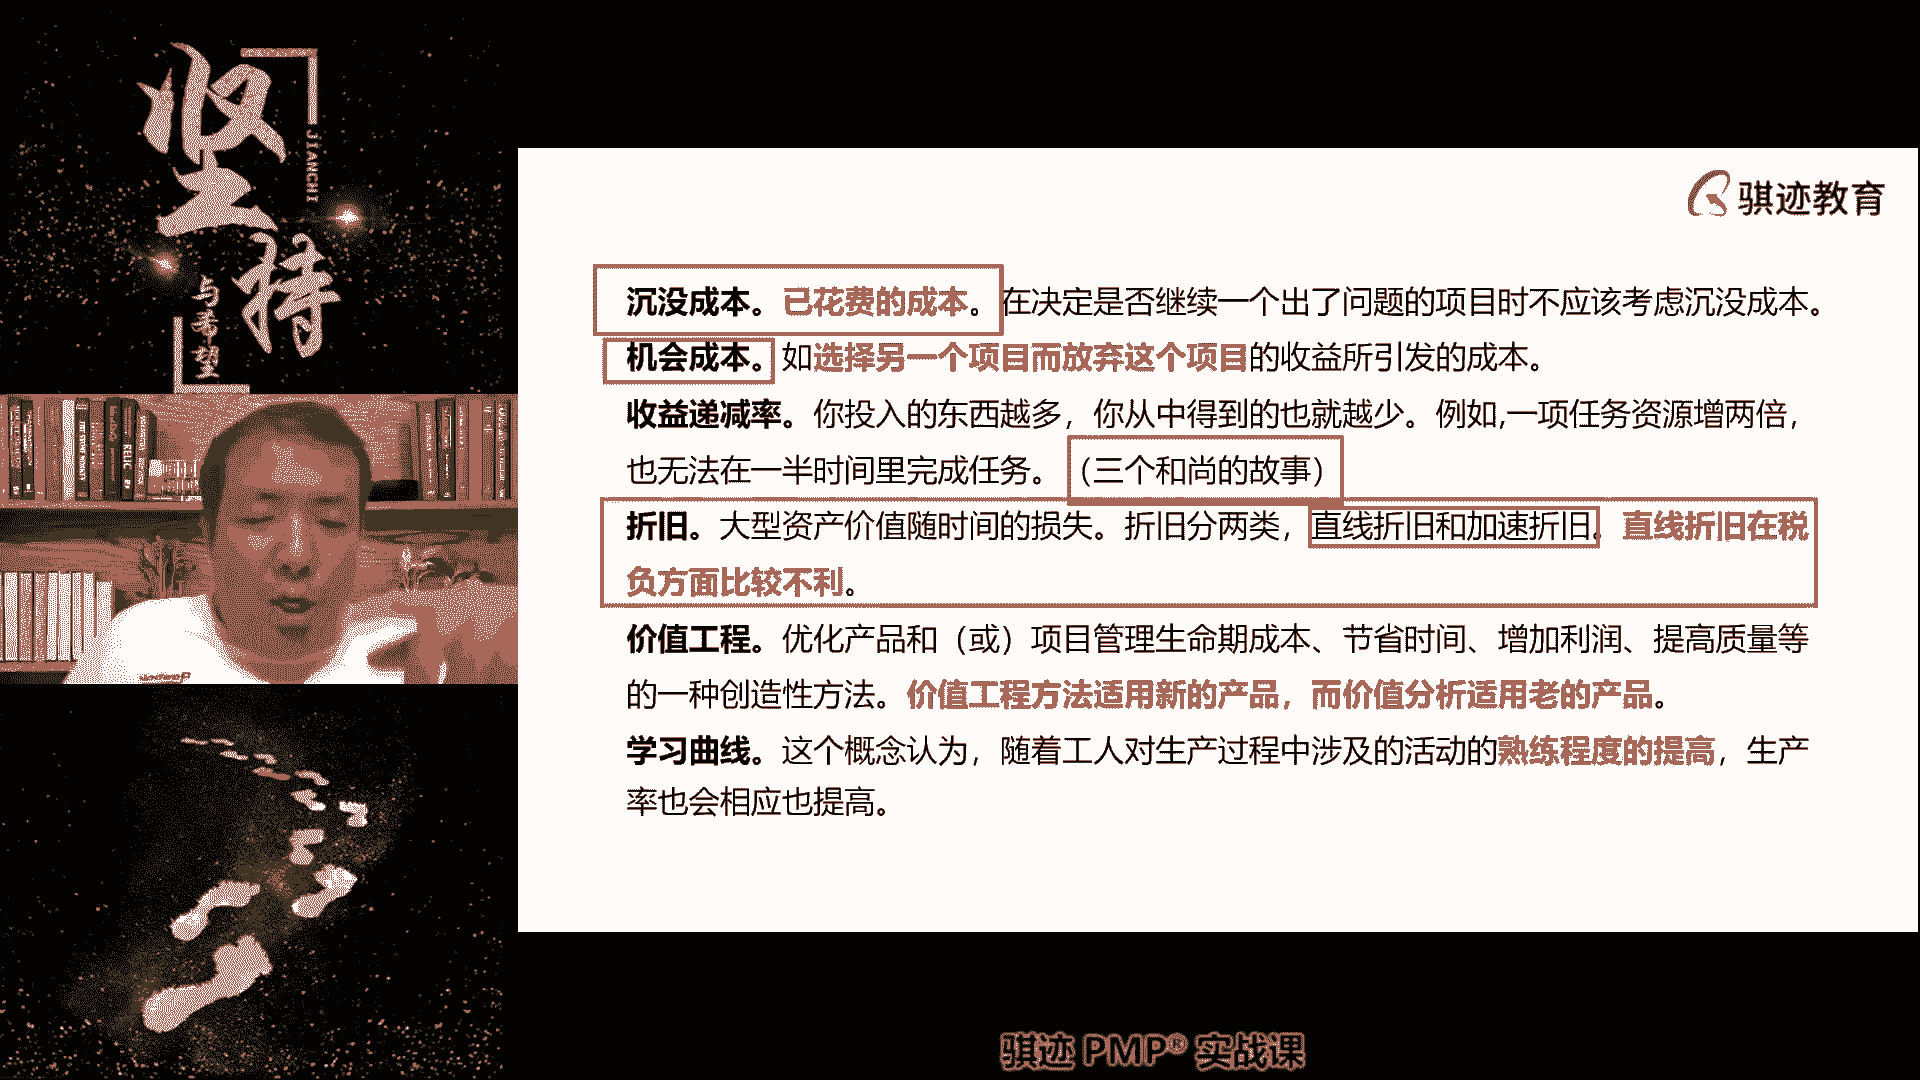 坚持
JIANCHI
与希望
骐迹教育
沉没成本。已花费的成本。在决定是否继续一个出了问题的项目时不应该考虑沉没成本。
机会成本。如选择另一个项目而放弃这个项目的收益所引发的成本。
收益递减率。你投入的东西越多，你从中得到的也就越少。例如,一项任务资源增两倍，
也无法在一半时间里完成任务。（三个和尚的故事）
折旧。大型资产价值随时间的损失。折旧分两类，直线折旧和加速折旧。直线折旧在税
负方面比较不利。
价值工程。优化产品和（或）项目管理生命期成本、节省时间、增加利润、提高质量等
的一种创造性方法。价值工程方法适用新的产品，而价值分析适用老的产品。
学习曲线。这个概念认为，随着工人对生产过程中涉及的活动的熟练程度的提高，生产
率也会相应也提高。
骐迹 PMP® 实战课